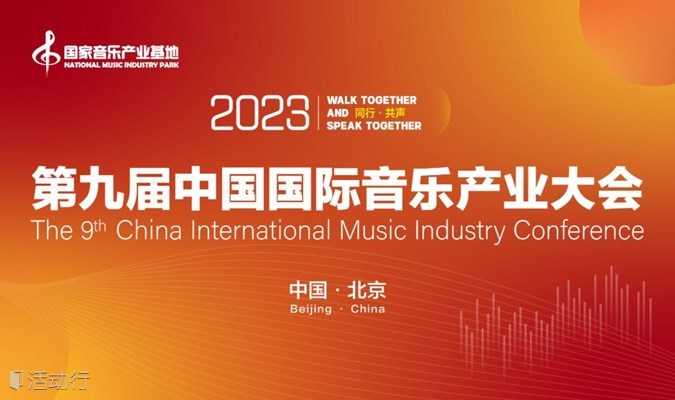 国家音乐产业基地
NATIONAL MUSIC INDUSTRY PARK
2023
WALK TOGETHER
AND 同行·共声
SPEAK TOGETHER
第九届中国国际音乐产业大会
The 9th China International Music Industry Conference
中国·北京
Beijing · China
活动行